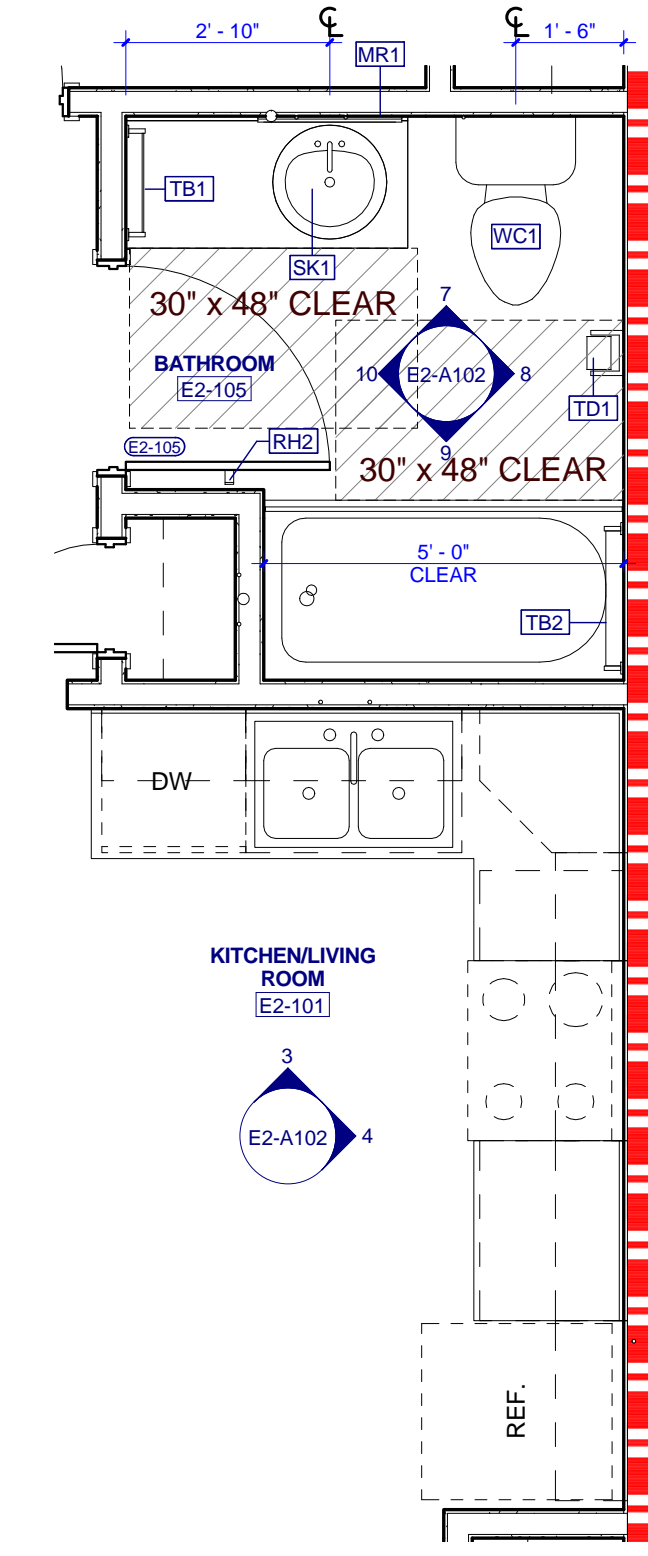 ℄ ℄
2' - 10" 1' - 6"
MR1
TB1
WC1
SK1
30" x 48" CLEAR
7
BATHROOM
10 E2-A102 8
E2-105
TD1
E2-105
RH2
9
30" x 48" CLEAR
5' - 0"
CLEAR
TB2
DW
KITCHEN/LIVING
ROOM
E2-101
3
E2-A102 4
REF.